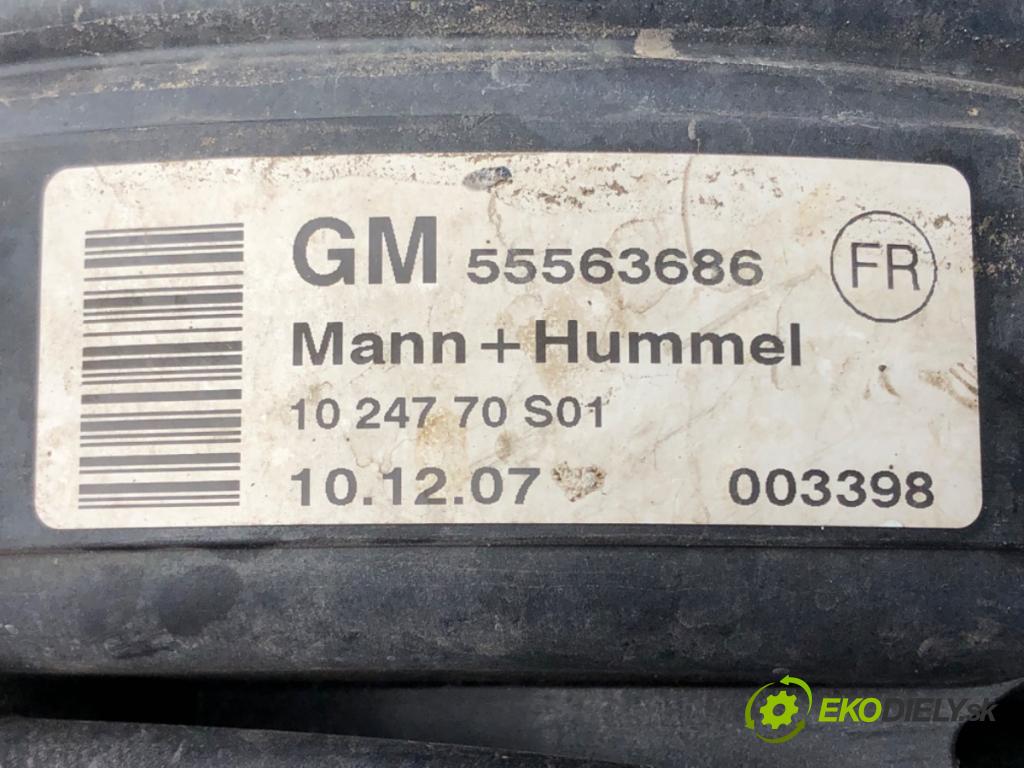 GM 55563686 FR
Mann+Hummel
10 247 70 S01
10.12.07 003398
EKODIELY.sk